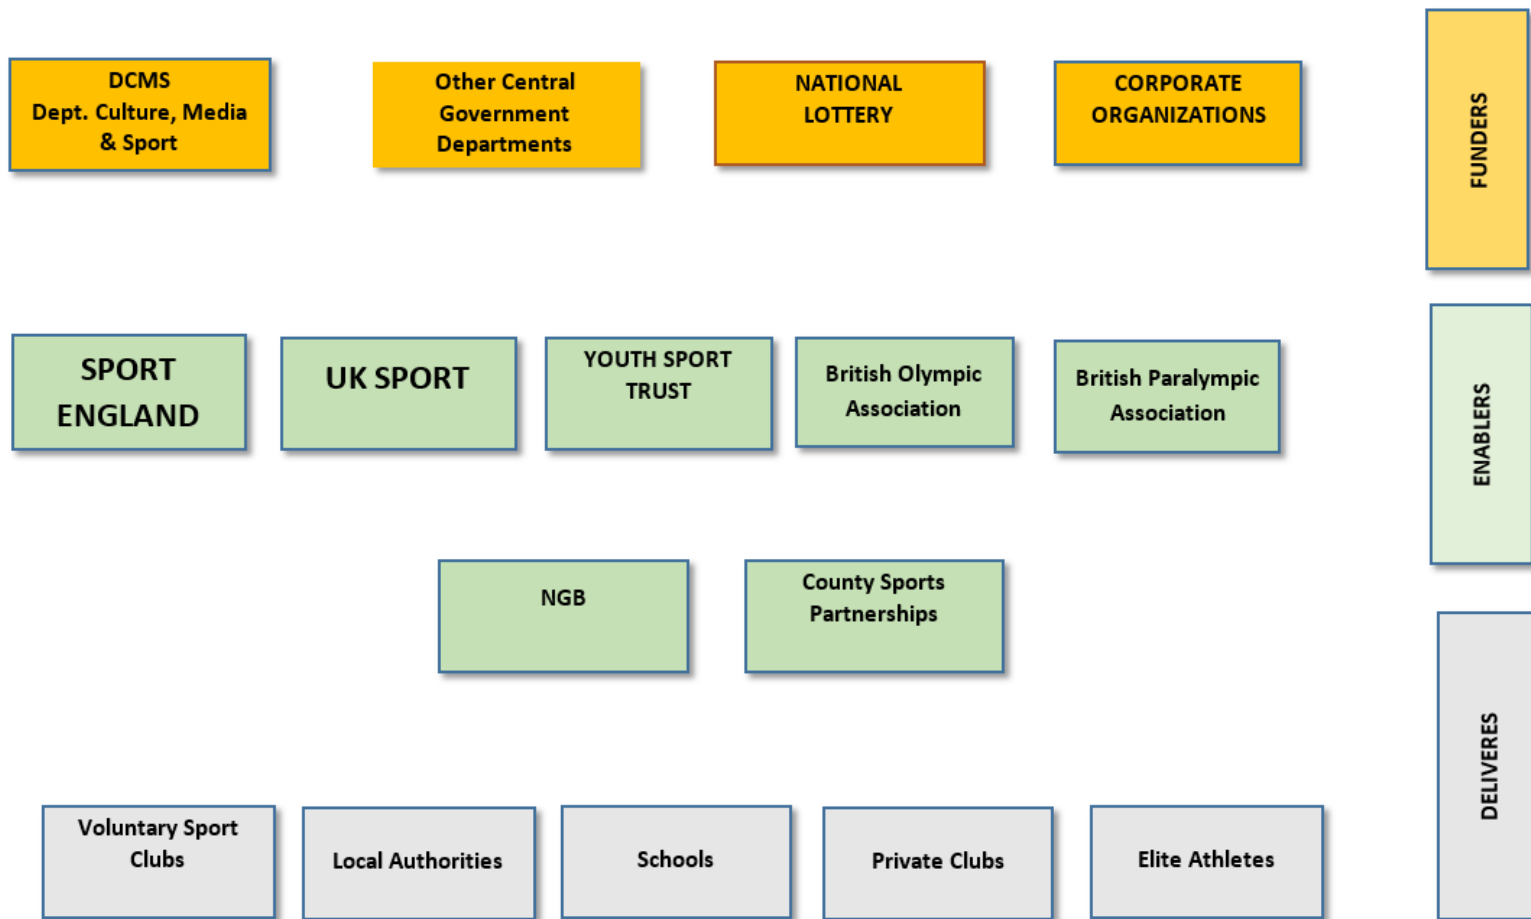 DCMS
Dept. Culture, Media
& Sport
Other Central
Government
Departments
NATIONAL
LOTTERY
CORPORATE
ORGANIZATIONS
FUNDERS
SPORT
ENGLAND
UK SPORT
YOUTH SPORT
TRUST
British Olympic
Association
British Paralympic
Association
ENABLERS
NGB
County Sports
Partnerships
DELIVERES
Voluntary Sport
Clubs
Local Authorities
Schools
Private Clubs
Elite Athletes